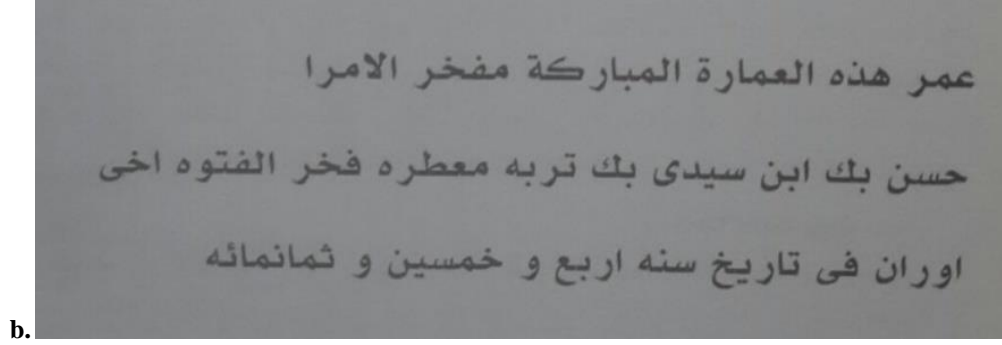 عمر هذه العمارة المباركة مفخر الامرا
حسن بك ابن سيدى بك تربه معطره فخر الفتوه اخى
اوران فى تاريخ سنه اربع و خمسين و ثمانمائه
b.